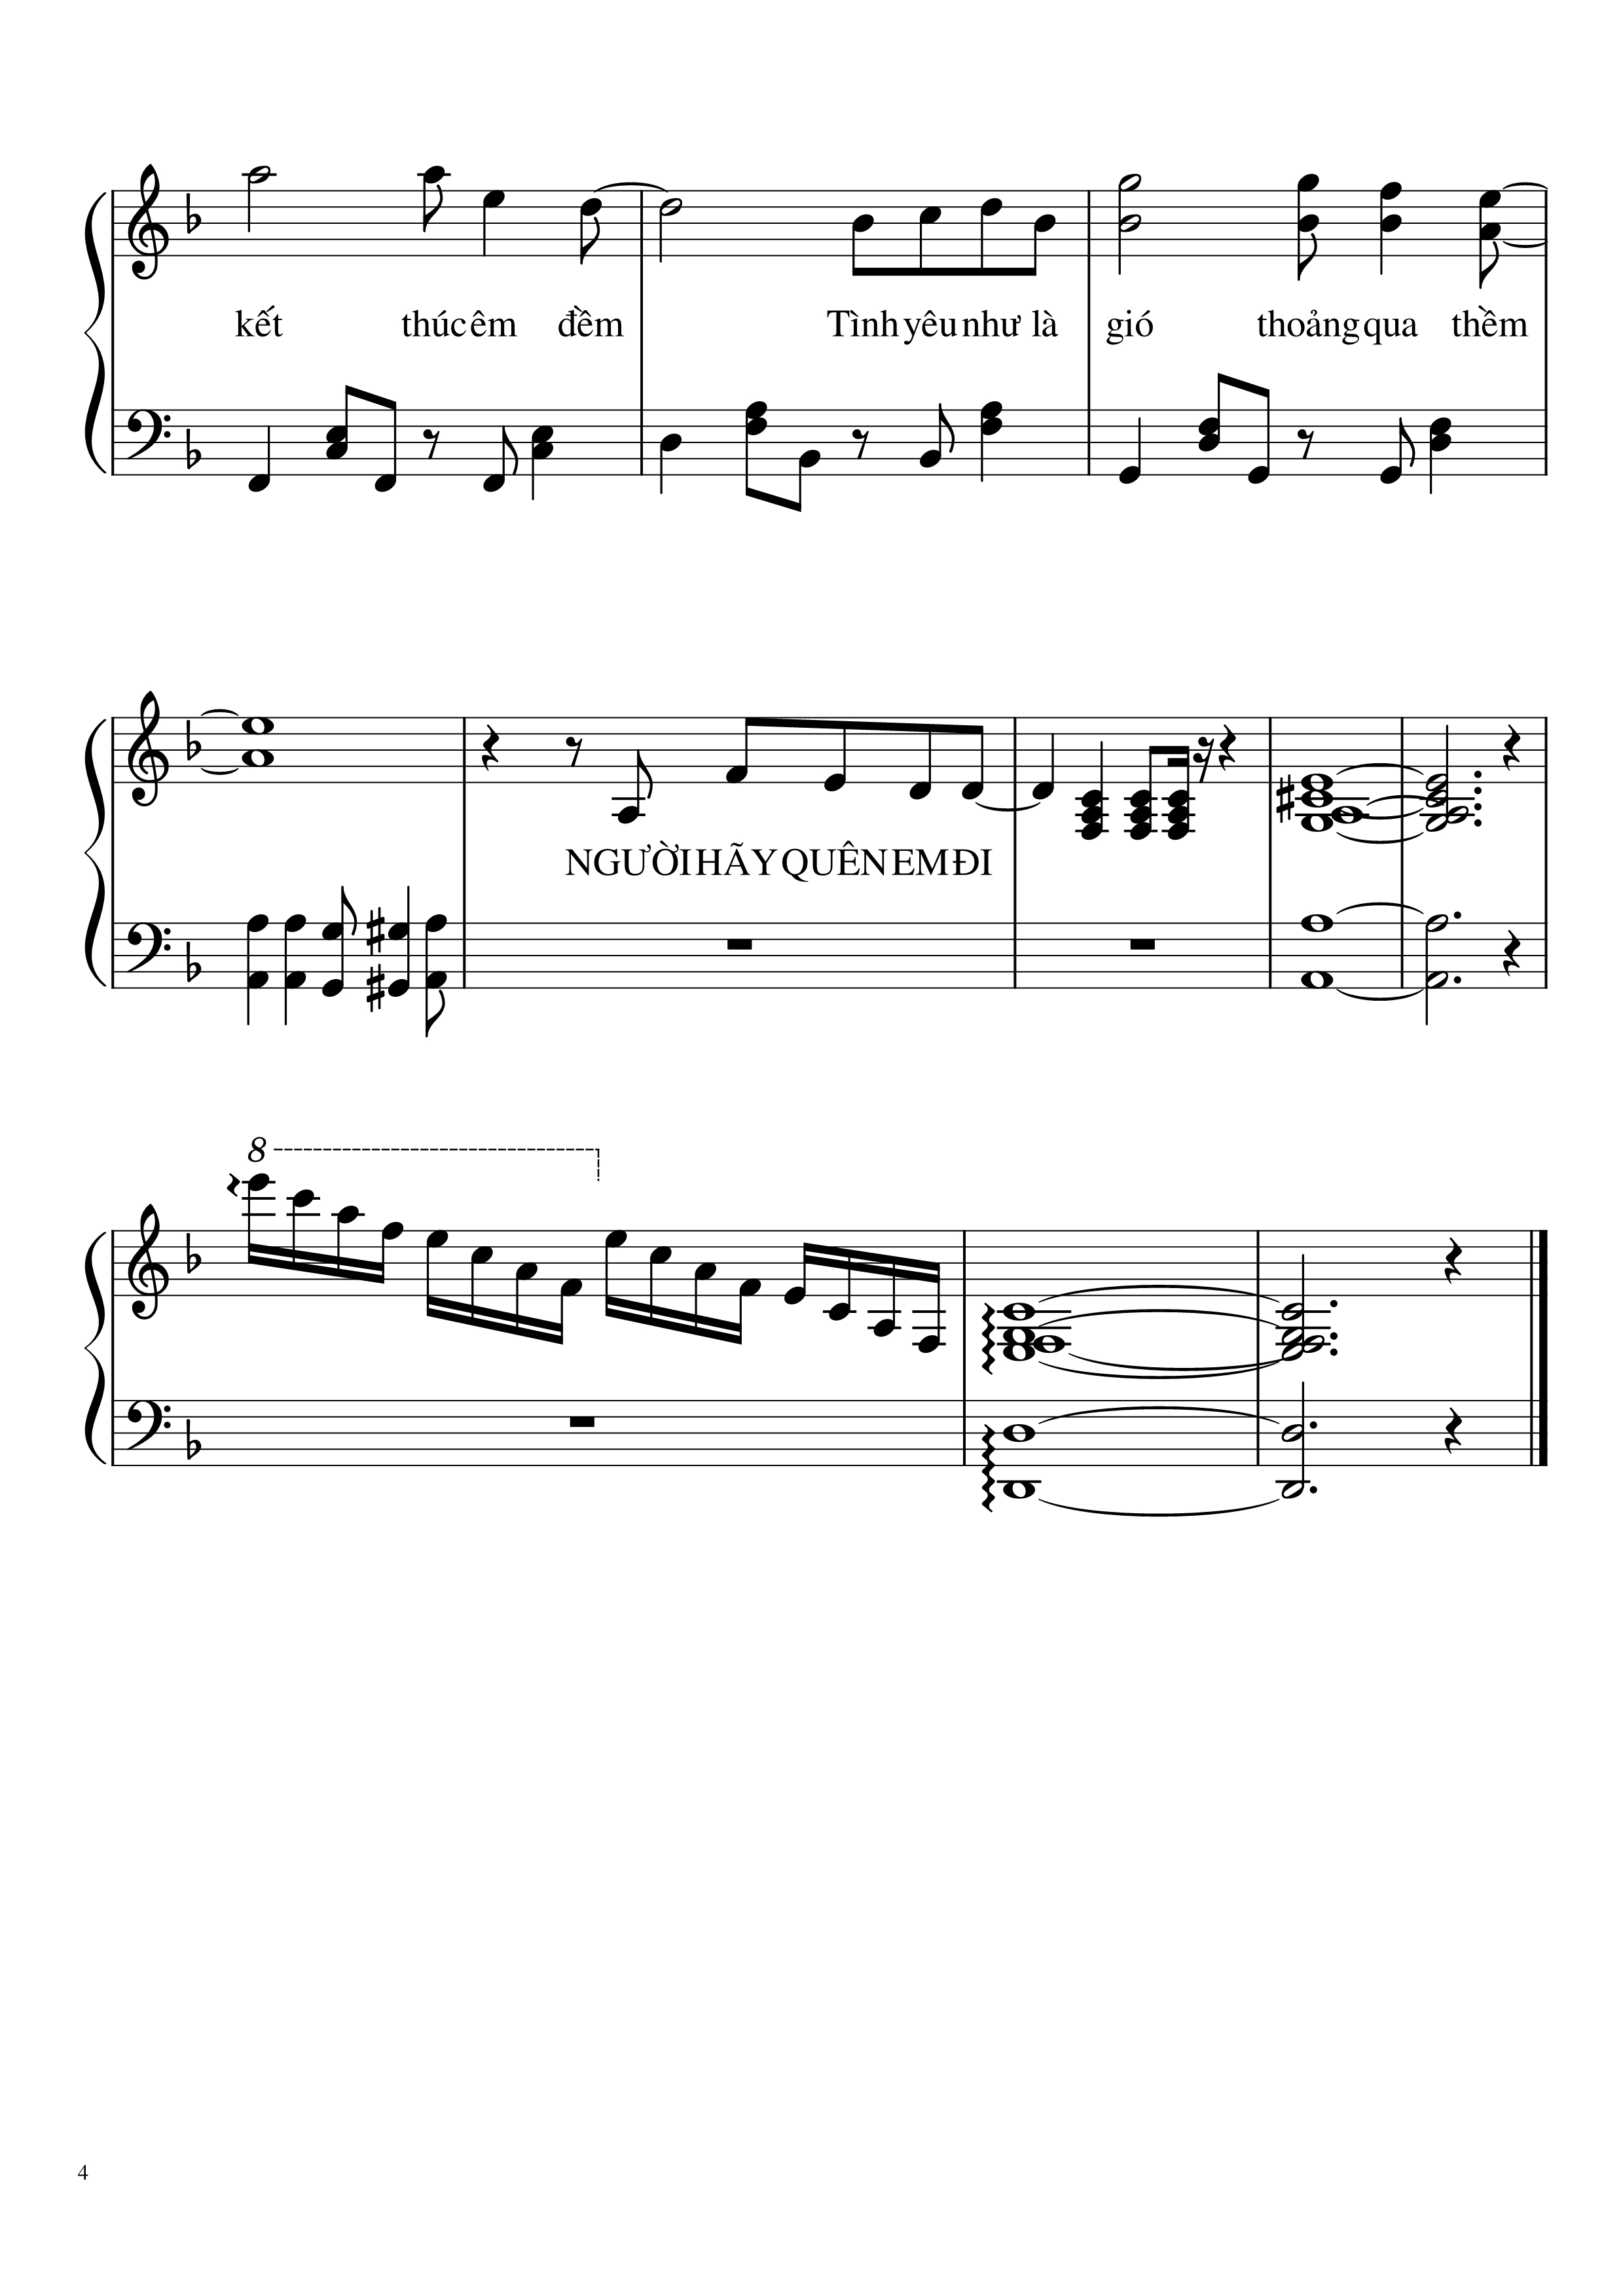 kết thúc êm đềm Tình yêu như là gió thoảng qua thềm
NGƯỜI HÃY QUÊN EM ĐI
8
4